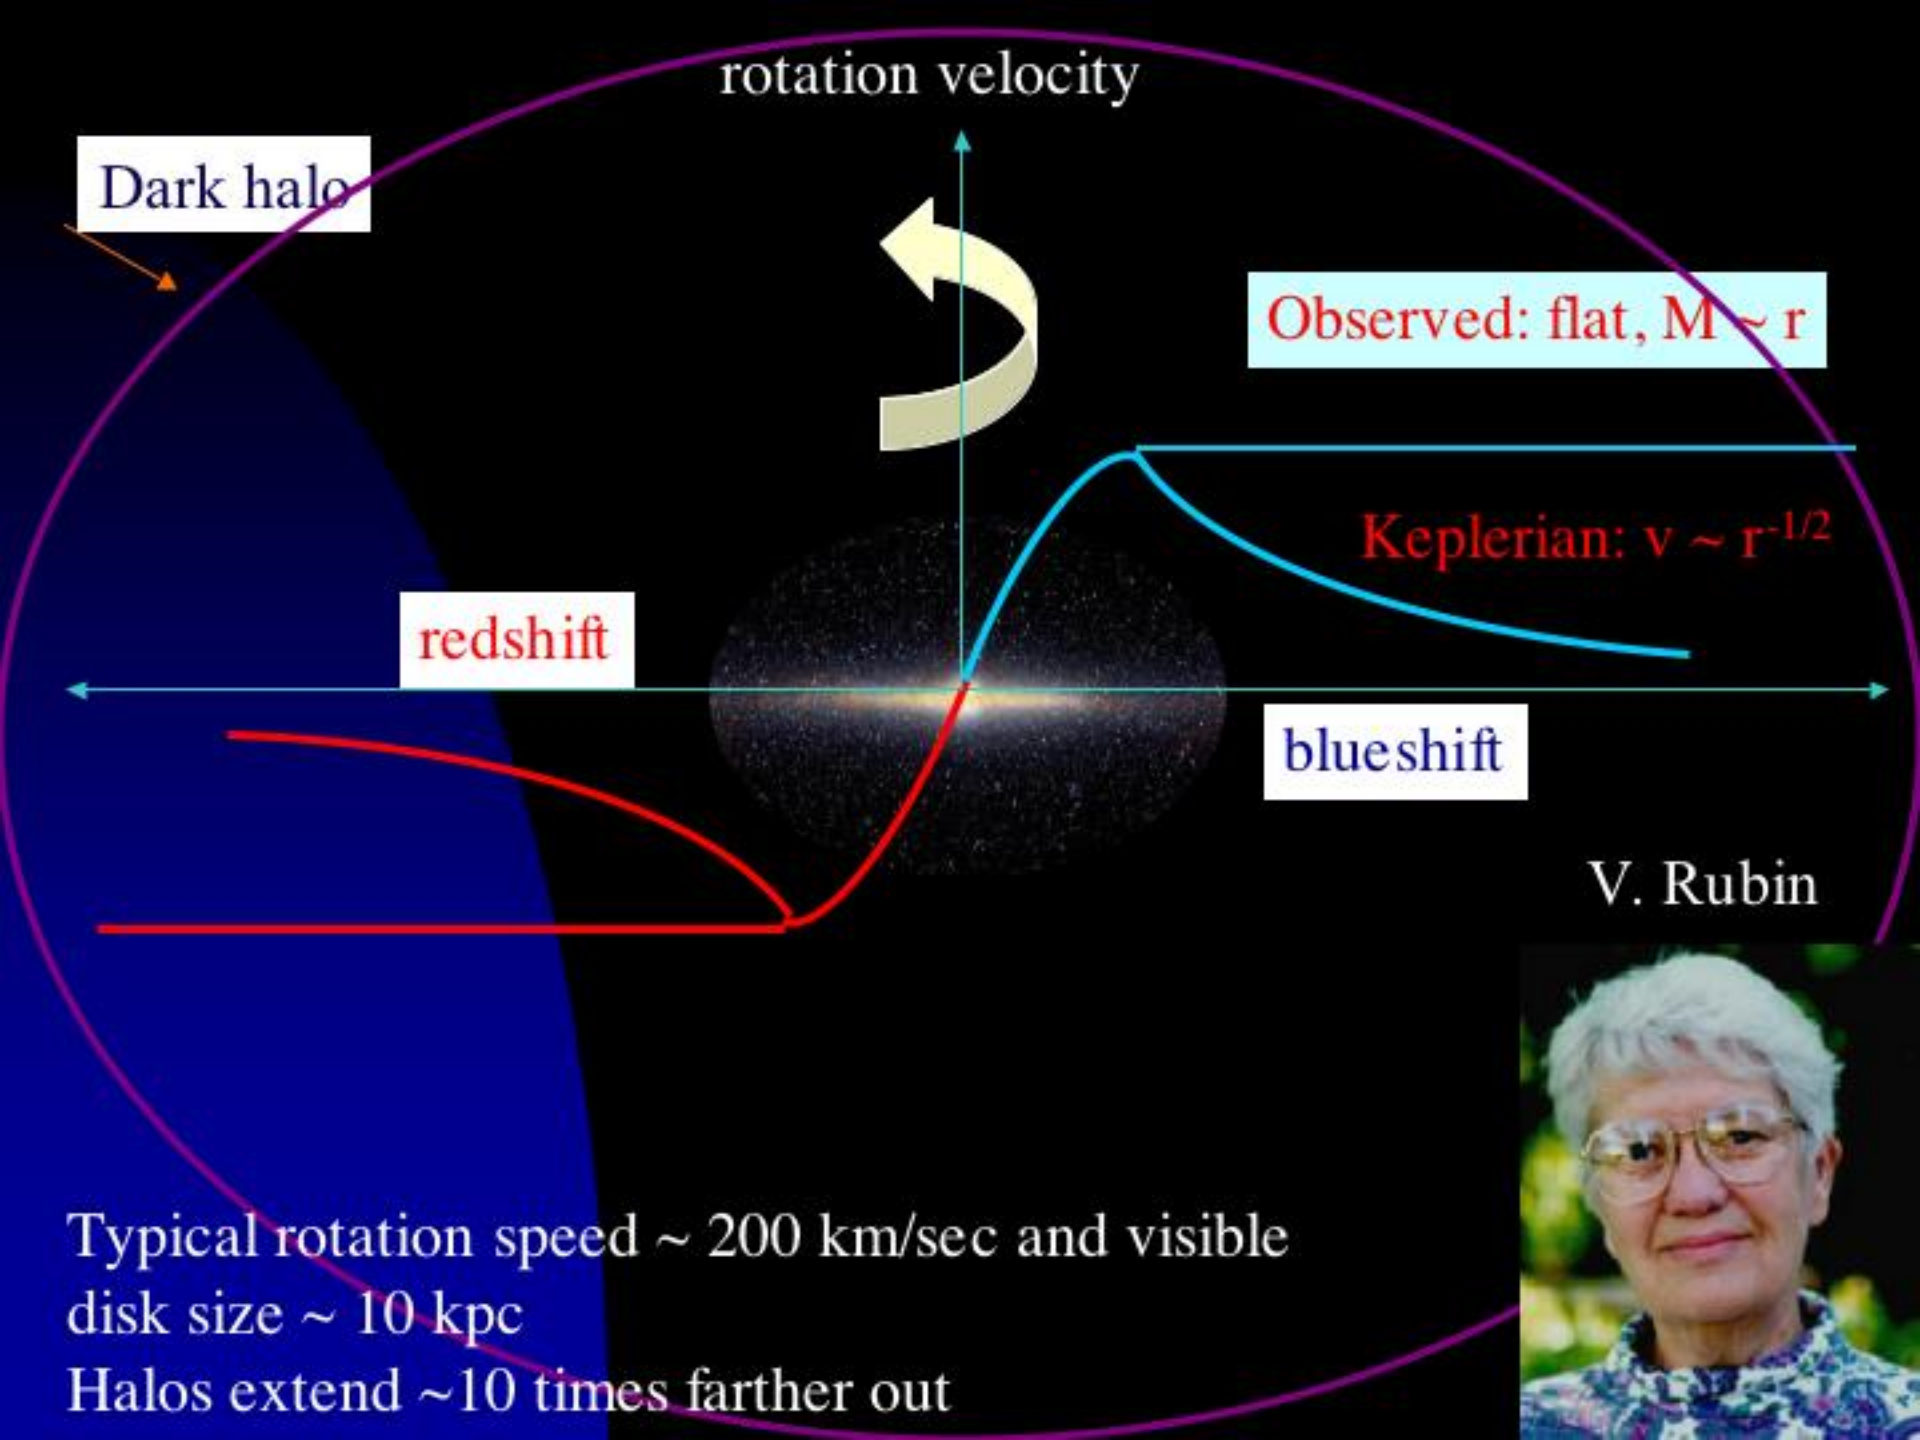 rotation velocity
Dark halo
Observed: flat, M ~ r
Keplerian: v ~ r-1/2
redshift
blueshift
V. Rubin
Typical rotation speed ~ 200 km/sec and visible
disk size ~ 10 kpc
Halos extend ~10 times farther out